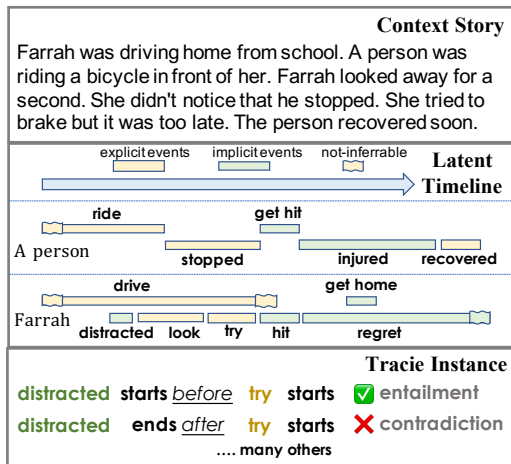 Context Story
Farrah was driving home from school. A person was
riding a bicycle in front of her. Farrah looked away for a
second. She didn't notice that he stopped. She tried to
brake but it was too late. The person recovered soon.
explicit events implicit events not-inferrable
Latent
Timeline
ride get hit
A person
stopped injured recovered
drive get home
Farrah
distracted look try hit regret
Tracie Instance
distracted starts before try starts ✅ entailment
distracted ends after try starts ❌ contradiction
.... many others